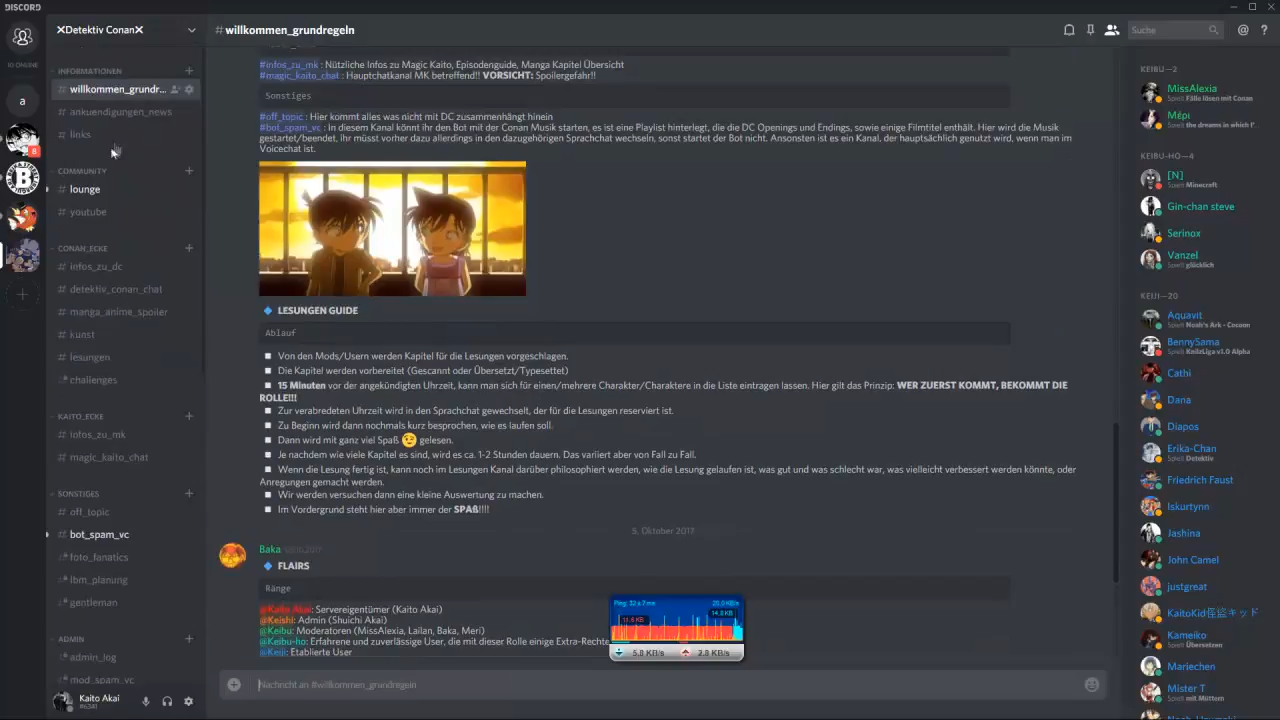 DISCORD
✕Detektiv Conan✕
#willkommen_grundregeln
Suche
10 ONLINE
a
8
INFORMATIONEN
# willkommen_grundr...
# ankuendigungen_news
# links
COMMUNITY
# lounge
# youtube
CONAN_ECKE
# infos_zu_dc
# detektiv_conan_chat
# manga_anime_spoiler
# kunst
# lesungen
# challenges
KAITO_ECKE
# infos_zu_mk
# magic_kaito_chat
SONSTIGES
# off_topic
# bot_spam_vc
foto_fanatics
lbm_planung
gentleman
ADMIN
admin_log
mod_spam_vc
Kaito Akai
#6341
#infos_zu_mk : Nützliche Infos zu Magic Kaito, Episodenguide, Manga Kapitel Übersicht
#magic_kaito_chat : Hauptchatkanal MK betreffend!! VORSICHT: Spoilergefahr!!
Sonstiges
#off_topic : Hier kommt alles was nicht mit DC zusammenhängt hinein
#bot_spam_vc : In diesem Kanal könnt ihr den Bot mit der Conan Musik starten, es ist eine Playlist hinterlegt, die die DC Openings und Endings, sowie einige Filmtitel enthält. Hier wird die Musik
gestartet/beendet, ihr müsst vorher dazu allerdings in den dazugehörigen Sprachchat wechseln, sonst startet der Bot nicht. Ansonsten ist es ein Kanal, der hauptsächlich genutzt wird, wenn man im
Voicechat ist.
LESUNGEN GUIDE
Ablauf
Von den Mods/Usern werden Kapitel für die Lesungen vorgeschlagen.
Die Kapitel werden vorbereitet (Gescannt oder Übersetzt/Typesettet)
15 Minuten vor der angekündigten Uhrzeit, kann man sich für einen/mehrere Charakter/Charaktere in die Liste eintragen lassen. Hier gilt das Prinzip: WER ZUERST KOMMT, BEKOMMT DIE
ROLLE!!!
Zur verabredeten Uhrzeit wird in den Sprachchat gewechselt, der für die Lesungen reserviert ist.
Zu Beginn wird dann nochmals kurz besprochen, wie es laufen soll.
Dann wird mit ganz viel Spaß 😉 gelesen.
Je nachdem wie viele Kapitel es sind, wird es ca. 1-2 Stunden dauern. Das variiert aber von Fall zu Fall.
Wenn die Lesung fertig ist, kann noch im Lesungen Kanal darüber philosophiert werden, wie die Lesung gelaufen ist, was gut und was schlecht war, was vielleicht verbessert werden könnte, oder
Anregungen gemacht werden.
Wir werden versuchen dann eine kleine Auswertung zu machen.
Im Vordergrund steht hier aber immer der SPAß!!!!
5. Oktober 2017
Baka
FLAIRS
Ränge
@Kaito Akai: Servereigentümer (Kaito Akai)
@Keishi: Admin (Shuichi Akai)
@Keibu: Moderatoren (MissAlexia, Lailan, Baka, Meri)
@Keibu-ho: Erfahrene und zuverlässige User, die mit dieser Rolle einige Extra-Rechte
@Keiji: Etablierte User
Ping: 32 ± 7 ms
20,0 KB/s
11,6 KB
14,8 KB
5.8 KB/s
2.8 KB/s
Nachricht an #willkommen_grundregeln
KEIBU—2
MissAlexia
Spielt Fälle lösen mit Conan
Μέρι
Spielt the dreams in which I'...
KEIBU-HO—4
[N]
Spielt Minecraft
Gin-chan steve
Serinox
Vanzel
Spielt glücklich
KEIJI—20
Aquavit
Spielt Noah's Ark - Cocoon
BennySama
Spielt KniisLiga v1.0 Alpha
Cathi
Dana
Diapos
Erika-Chan
Spielt Detektiv
Friedrich Faust
Iskurtynn
Jashina
John Camel
justgreat
KaitoKid怪盗キッド
Kameiko
Spielt Übersetzen
Mariechen
Mister T
Spielt mit Müttern